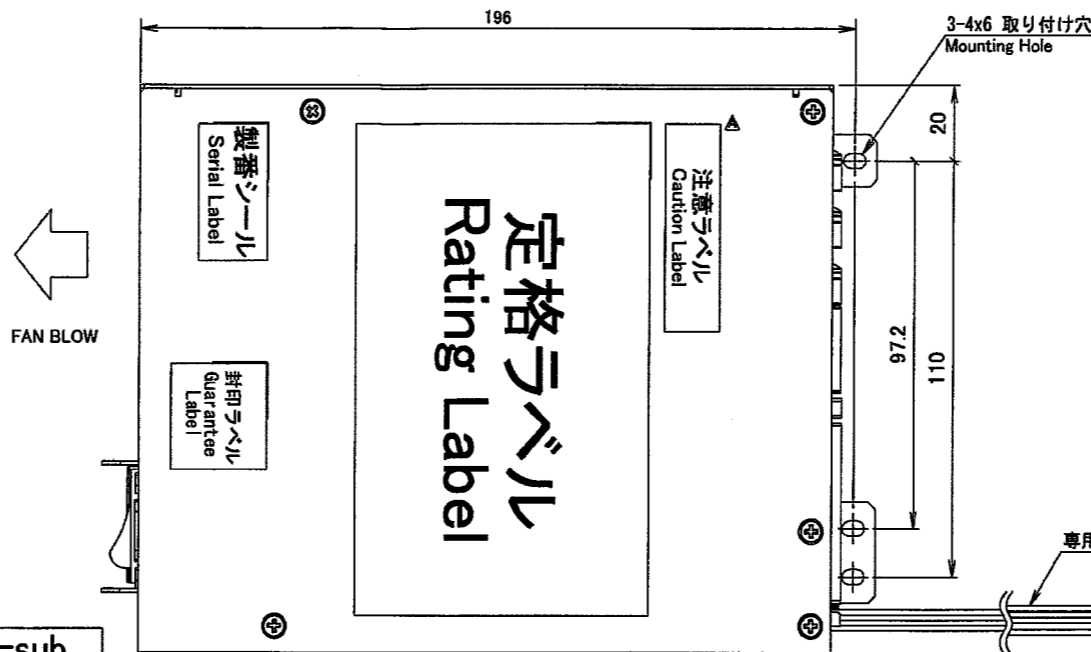 196
3-4x6 取り付け穴
Mounting Hole
20
製番シール
Serial Label
注意ラベル
Caution Label
定格ラベル
Rating Label
FAN BLOW
97.2
110
封印ラベル
Guarantee
Label
専用
=sub